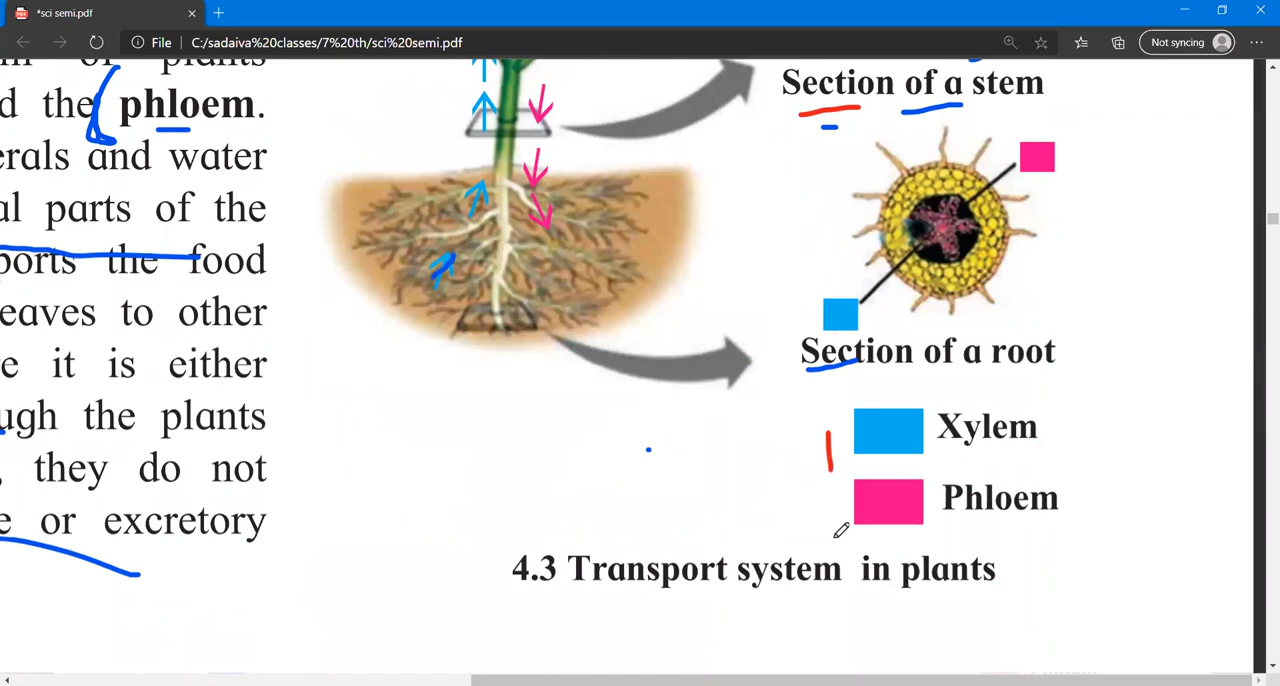 *sci semi.pdf
File
C:/sadaiva%20classes/7%20th/sci%20semi.pdf
Not syncing
of plants
d the phloem.
erals and water
al parts of the
ports the food
eaves to other
e it is either
ugh the plants
, they do not
e or excretory
Section of a stem
Section of a root
Xylem
Phloem
4.3 Transport system in plants